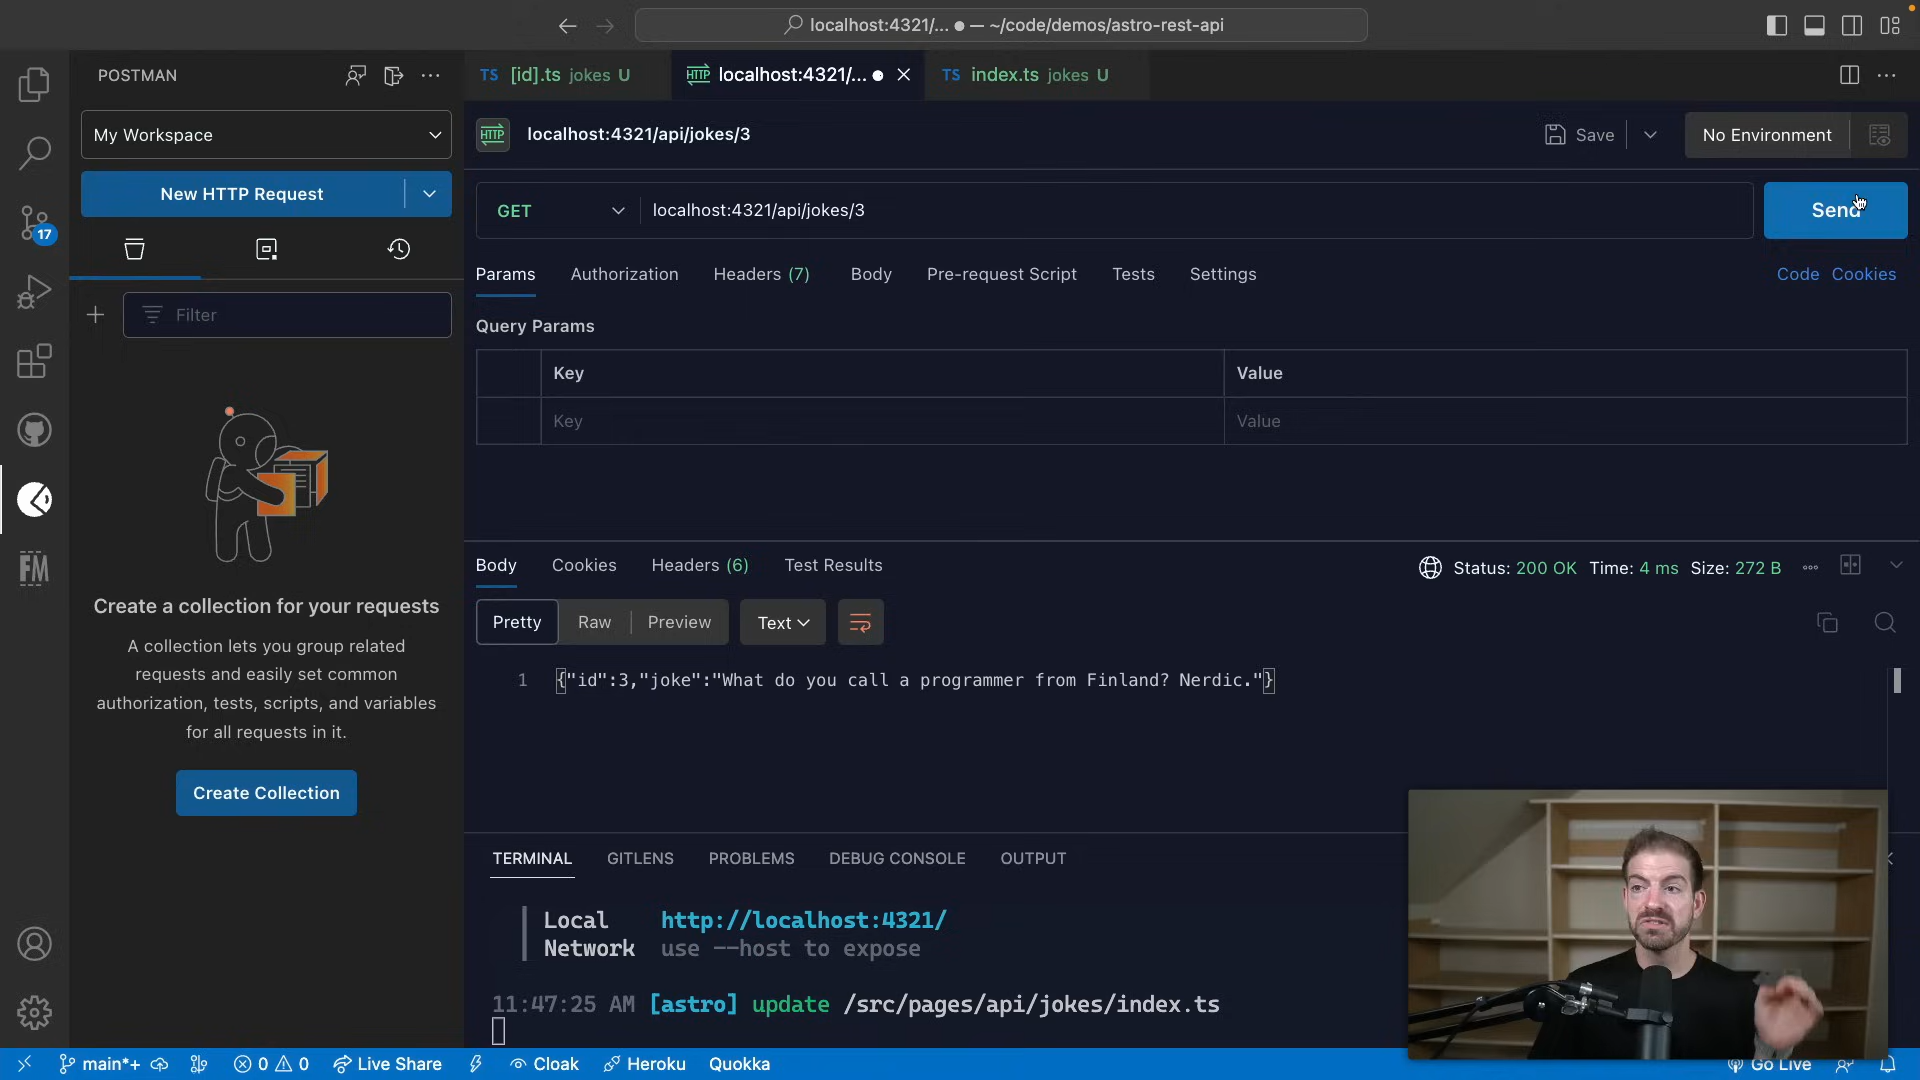 localhost:4321/... ● — ~/code/demos/astro-rest-api
POSTMAN
TS [id].ts jokes U
HTTP localhost:4321/... ●
TS index.ts jokes U
My Workspace
New HTTP Request
17
Filter
Create a collection for your requests
A collection lets you group related
requests and easily set common
authorization, tests, scripts, and variables
for all requests in it.
Create Collection
FM
HTTP localhost:4321/api/jokes/3
Save
No Environment
GET
localhost:4321/api/jokes/3
Send
Params
Authorization
Headers (7)
Body
Pre-request Script
Tests
Settings
Code
Cookies
Query Params
Key
Value
Key
Value
Body
Cookies
Headers (6)
Test Results
Status: 200 OK Time: 4 ms Size: 272 B
Pretty
Raw
Preview
Text
1 {"id":3,"joke":"What do you call a programmer from Finland? Nerdic."}
TERMINAL
GITLENS
PROBLEMS
DEBUG CONSOLE
OUTPUT
Local http://localhost:4321/
Network use --host to expose
11:47:25 AM [astro] update /src/pages/api/jokes/index.ts
main*+
0
0
Live Share
Cloak
Heroku
Quokka
Go Live